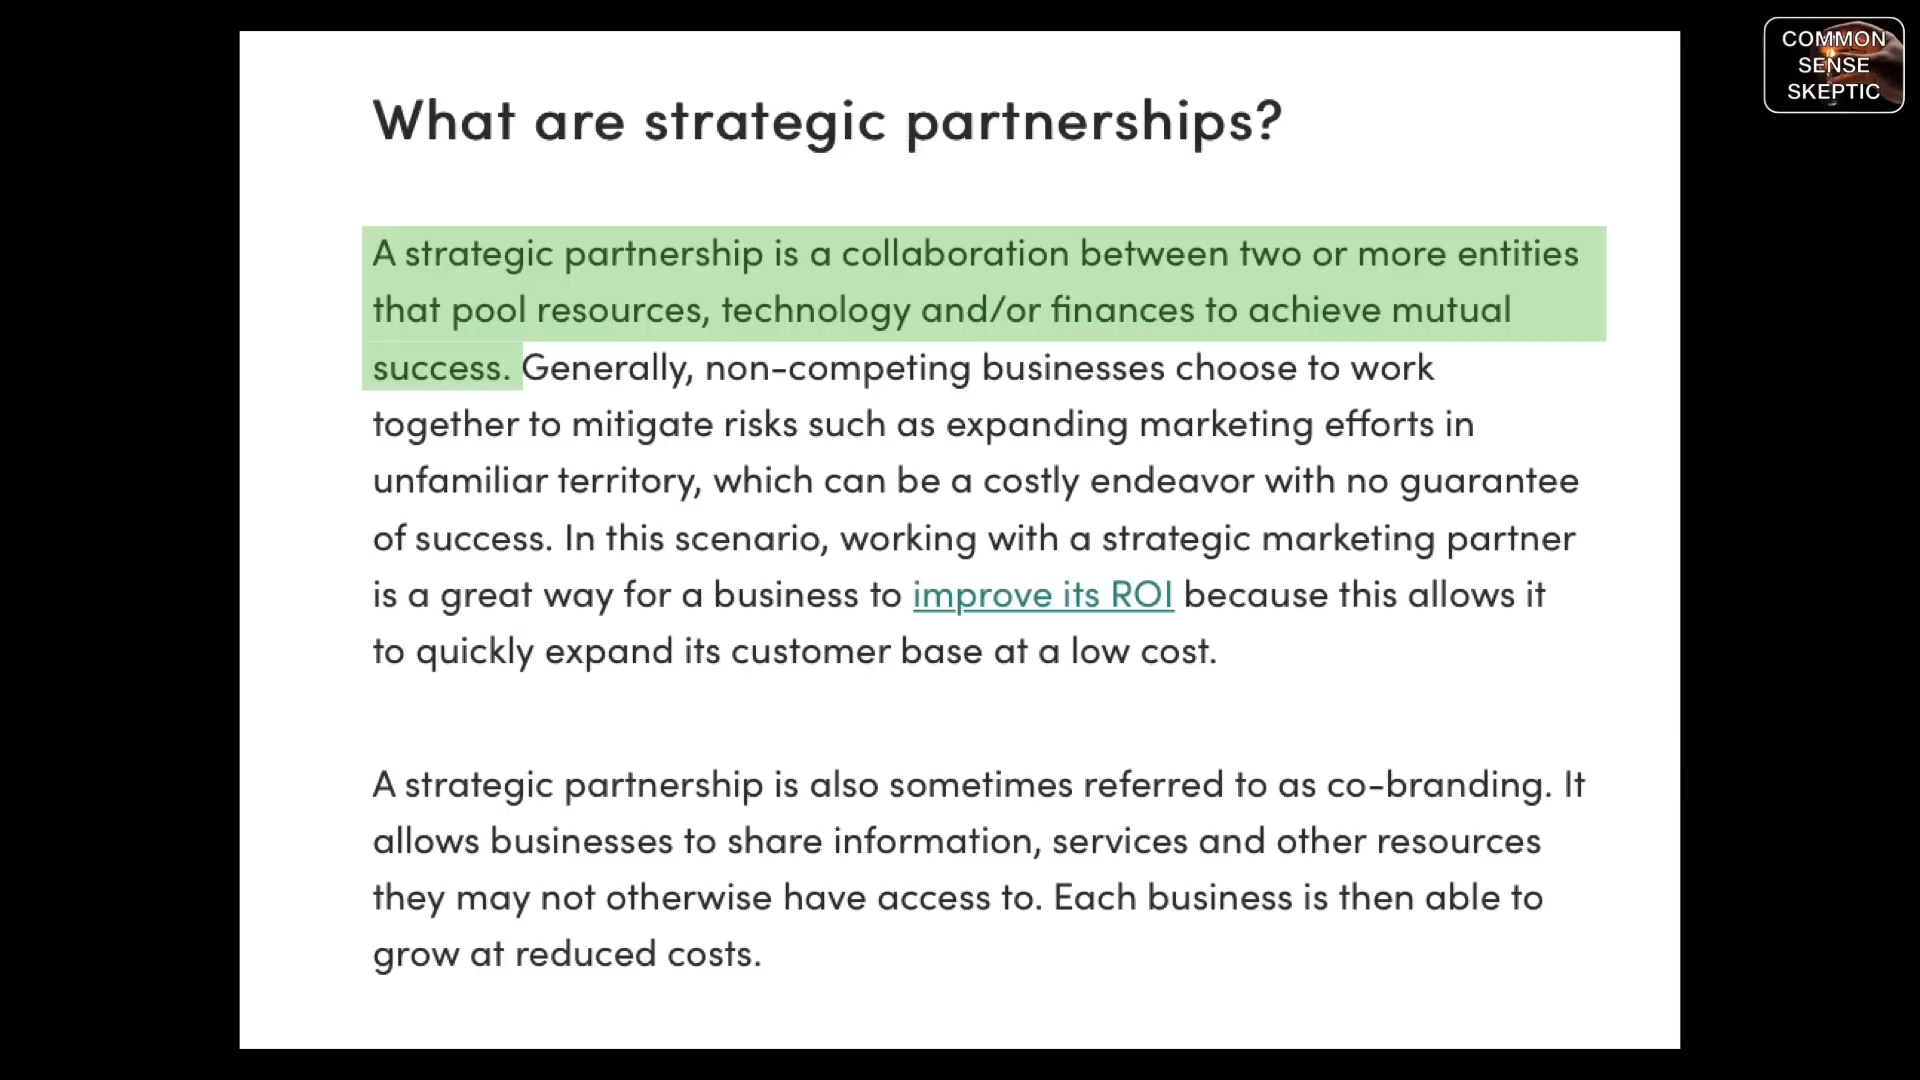 What are strategic partnerships?
A strategic partnership is a collaboration between two or more entities
that pool resources, technology and/or finances to achieve mutual
success. Generally, non-competing businesses choose to work
together to mitigate risks such as expanding marketing efforts in
unfamiliar territory, which can be a costly endeavor with no guarantee
of success. In this scenario, working with a strategic marketing partner
is a great way for a business to improve its ROI because this allows it
to quickly expand its customer base at a low cost.
A strategic partnership is also sometimes referred to as co-branding. It
allows businesses to share information, services and other resources
they may not otherwise have access to. Each business is then able to
grow at reduced costs.
COMMON
SENSE
SKEPTIC